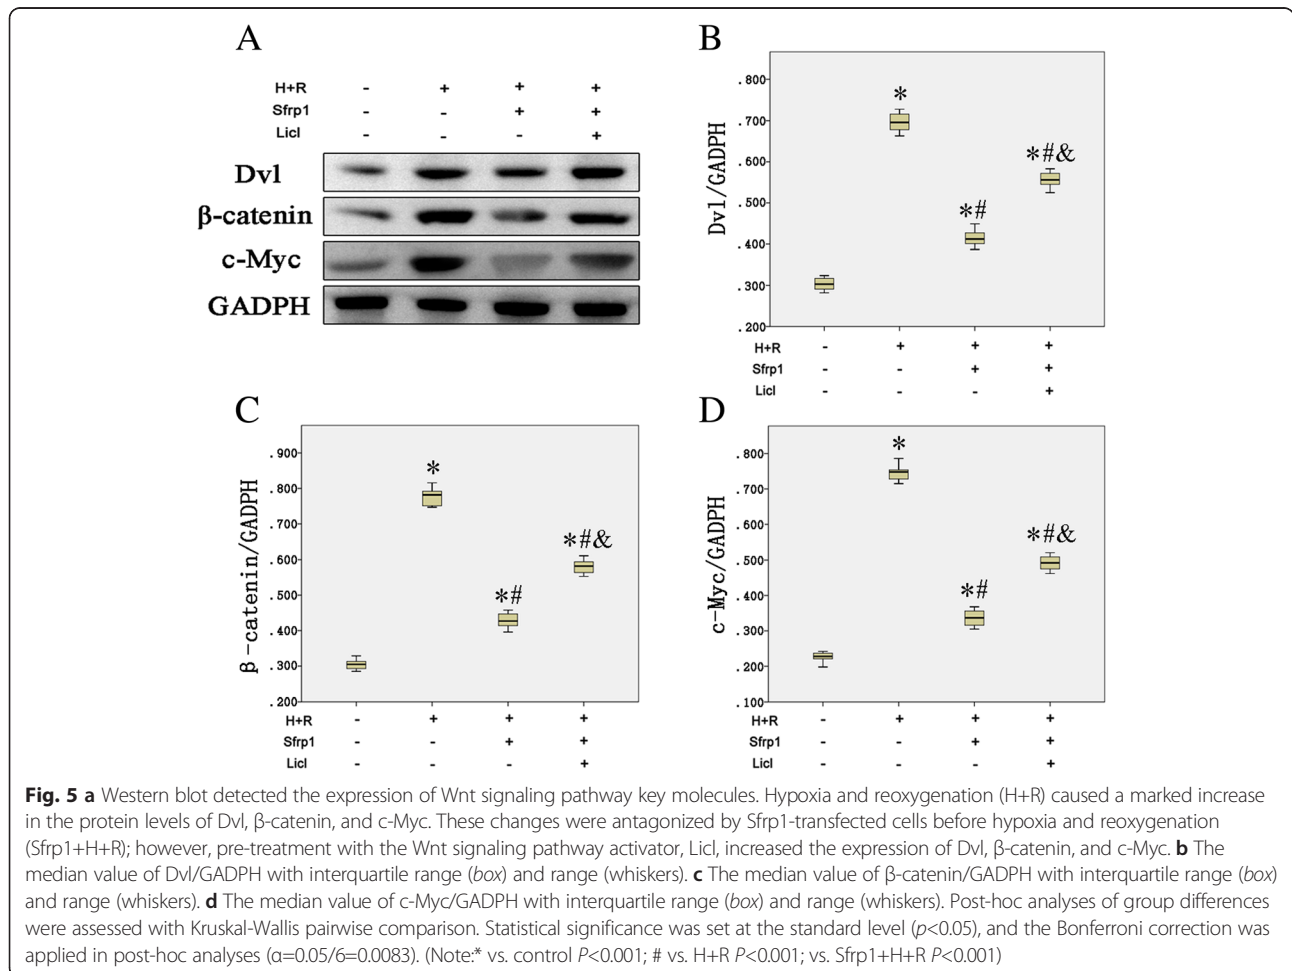 A
H+R - + + +
Sfrp1 - - + +
Licl - - - +
Dvl
β-catenin
c-Myc
GADPH
B
Dvl/GADPH
.800
.700
.600
.500
.400
.300
.200
*
*#
*#&
H+R - + + +
Sfrp1 - - + +
Licl - - - +
C
β-catenin/GADPH
.900
.800
.700
.600
.500
.400
.300
.200
*
*#
*#&
H+R - + + +
Sfrp1 - - + +
Licl - - - +
D
c-Myc/GADPH
.800
.700
.600
.500
.400
.300
.200
.100
*
*#
*#&
H+R - + + +
Sfrp1 - - + +
Licl - - - +
Fig. 5 a Western blot detected the expression of Wnt signaling pathway key molecules. Hypoxia and reoxygenation (H+R) caused a marked increase
in the protein levels of Dvl, β-catenin, and c-Myc. These changes were antagonized by Sfrp1-transfected cells before hypoxia and reoxygenation
(Sfrp1+H+R); however, pre-treatment with the Wnt signaling pathway activator, Licl, increased the expression of Dvl, β-catenin, and c-Myc. b The
median value of Dvl/GADPH with interquartile range (box) and range (whiskers). c The median value of β-catenin/GADPH with interquartile range (box)
and range (whiskers). d The median value of c-Myc/GADPH with interquartile range (box) and range (whiskers). Post-hoc analyses of group differences
were assessed with Kruskal-Wallis pairwise comparison. Statistical significance was set at the standard level (p<0.05), and the Bonferroni correction was
applied in post-hoc analyses (α=0.05/6=0.0083). (Note:* vs. control P<0.001; # vs. H+R P<0.001; vs. Sfrp1+H+R P<0.001)